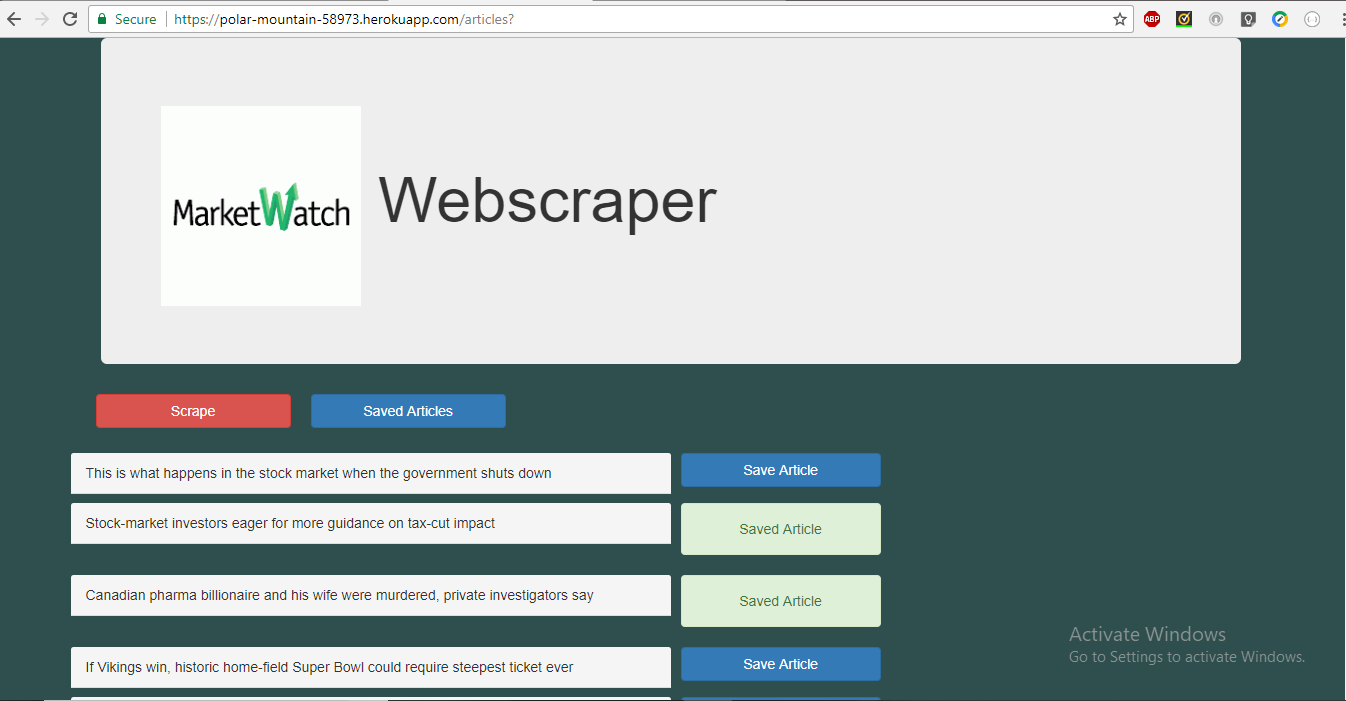 Secure https://polar-mountain-58973.herokuapp.com/articles?
ABP
MarketWatch
Webscraper
Scrape
Saved Articles
This is what happens in the stock market when the government shuts down
Save Article
Stock-market investors eager for more guidance on tax-cut impact
Saved Article
Canadian pharma billionaire and his wife were murdered, private investigators say
Saved Article
If Vikings win, historic home-field Super Bowl could require steepest ticket ever
Save Article
Activate Windows
Go to Settings to activate Windows.